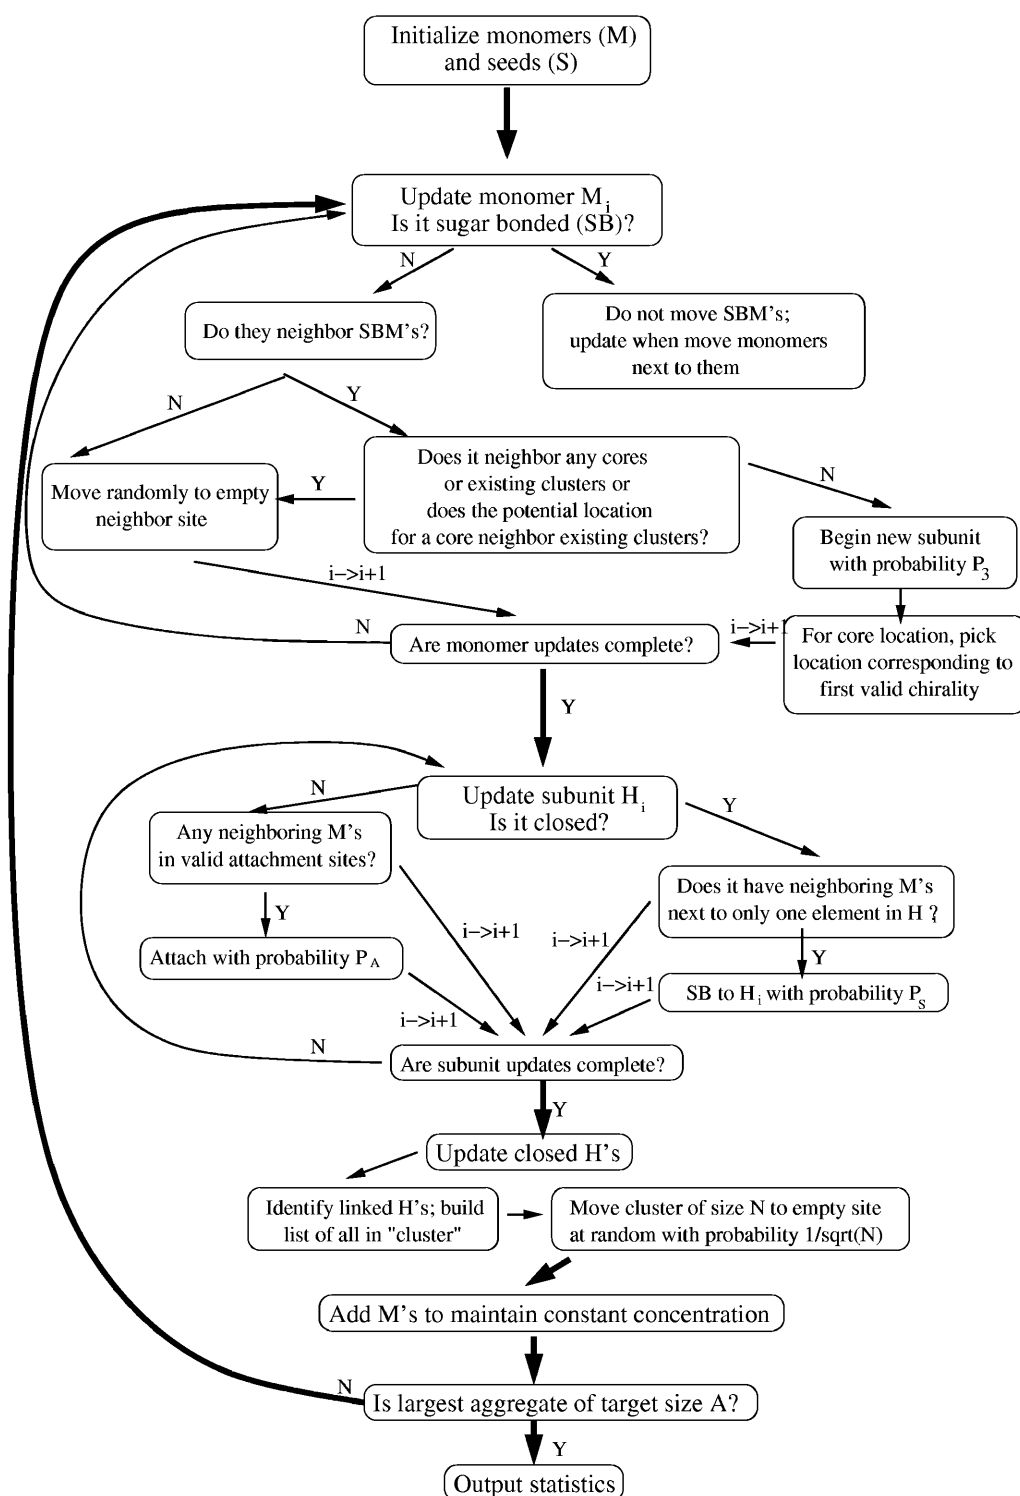 Initialize monomers (M)
and seeds (S)
Update monomer M_i
Is it sugar bonded (SB)?
N
Y
Do they neighbor SBM's?
Do not move SBM's;
update when move monomers
next to them
N
Y
Does it neighbor any cores
or existing clusters or
does the potential location
for a core neighbor existing clusters?
Y
N
Move randomly to empty
neighbor site
Begin new subunit
with probability P_3
i->i+1
N
Are monomer updates complete?
i->i+1
For core location, pick
location corresponding to
first valid chirality
Y
Update subunit H_i
Is it closed?
N
Y
Any neighboring M's
in valid attachment sites?
Does it have neighboring M's
next to only one element in H_i?
Y
i->i+1
i->i+1
Y
Attach with probability P_A
i->i+1
SB to H_i with probability P_S
i->i+1
N
Are subunit updates complete?
Y
Update closed H's
Identify linked H's; build
list of all in "cluster"
Move cluster of size N to empty site
at random with probability 1/sqrt(N)
Add M's to maintain constant concentration
N
Is largest aggregate of target size A?
Y
Output statistics